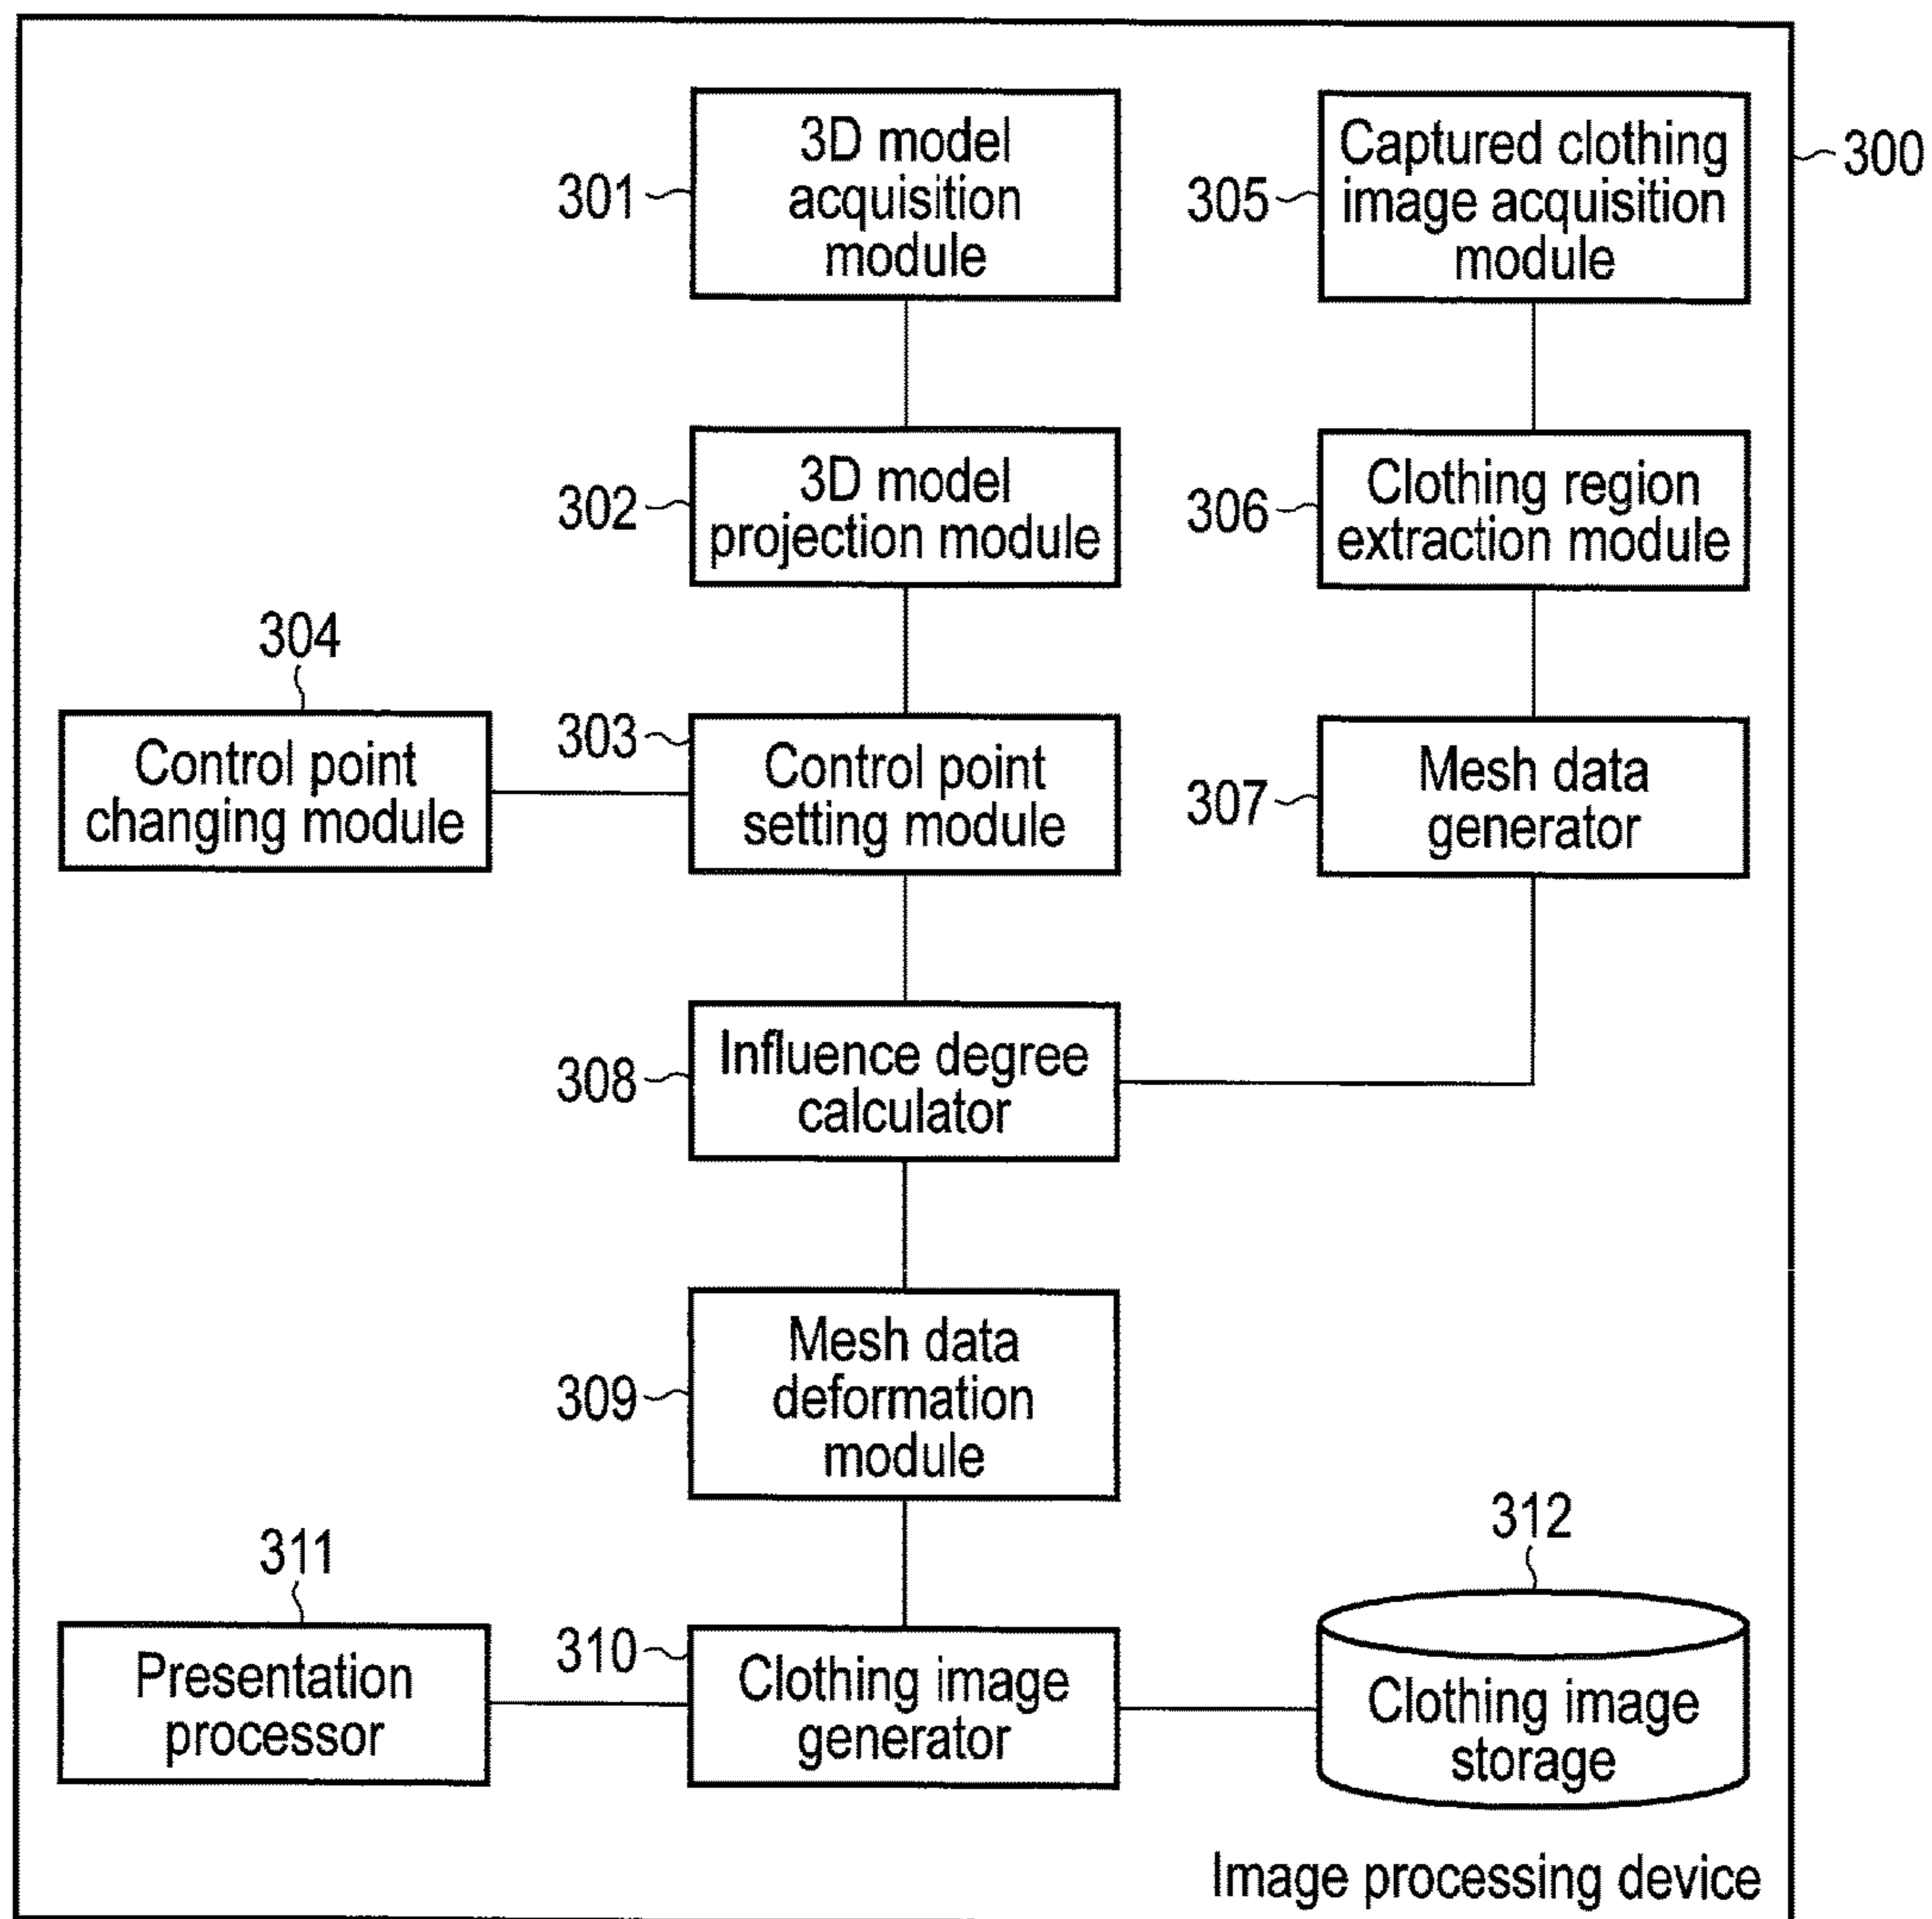 3D model
acquisition
module
301
Captured clothing
image acquisition
module
305
300
3D model
projection module
302
Clothing region
extraction module
306
304
Control point
changing module
303
Control point
setting module
307
Mesh data
generator
308
Influence degree
calculator
309
Mesh data
deformation
module
311
Presentation
processor
310
Clothing image
generator
312
Clothing image
storage
Image processing device